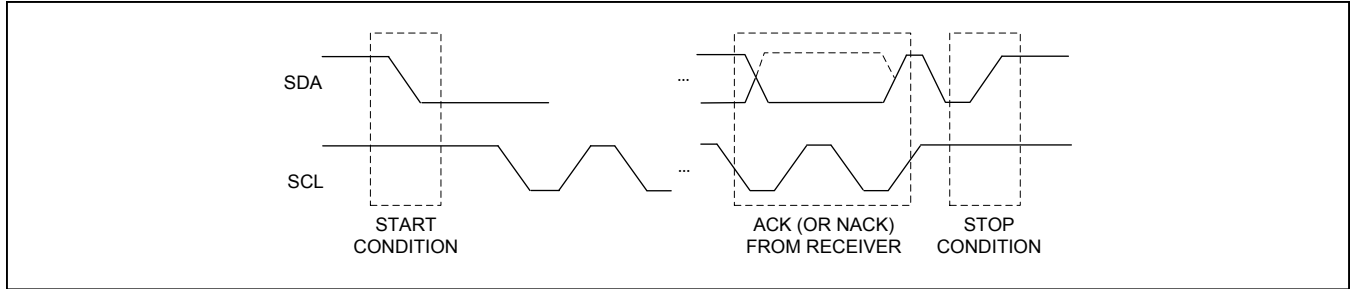 SDA
...
SCL
...
START
CONDITION
ACK (OR NACK)
FROM RECEIVER
STOP
CONDITION